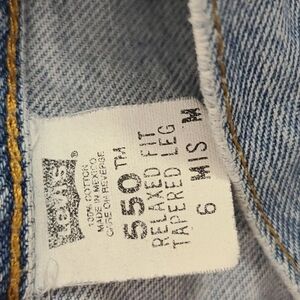 Levi's
100% COTTON
MADE IN MEXICO
CARE ON REVERSE
550™
RELAXED FIT
TAPERED LEG
6 MIS M